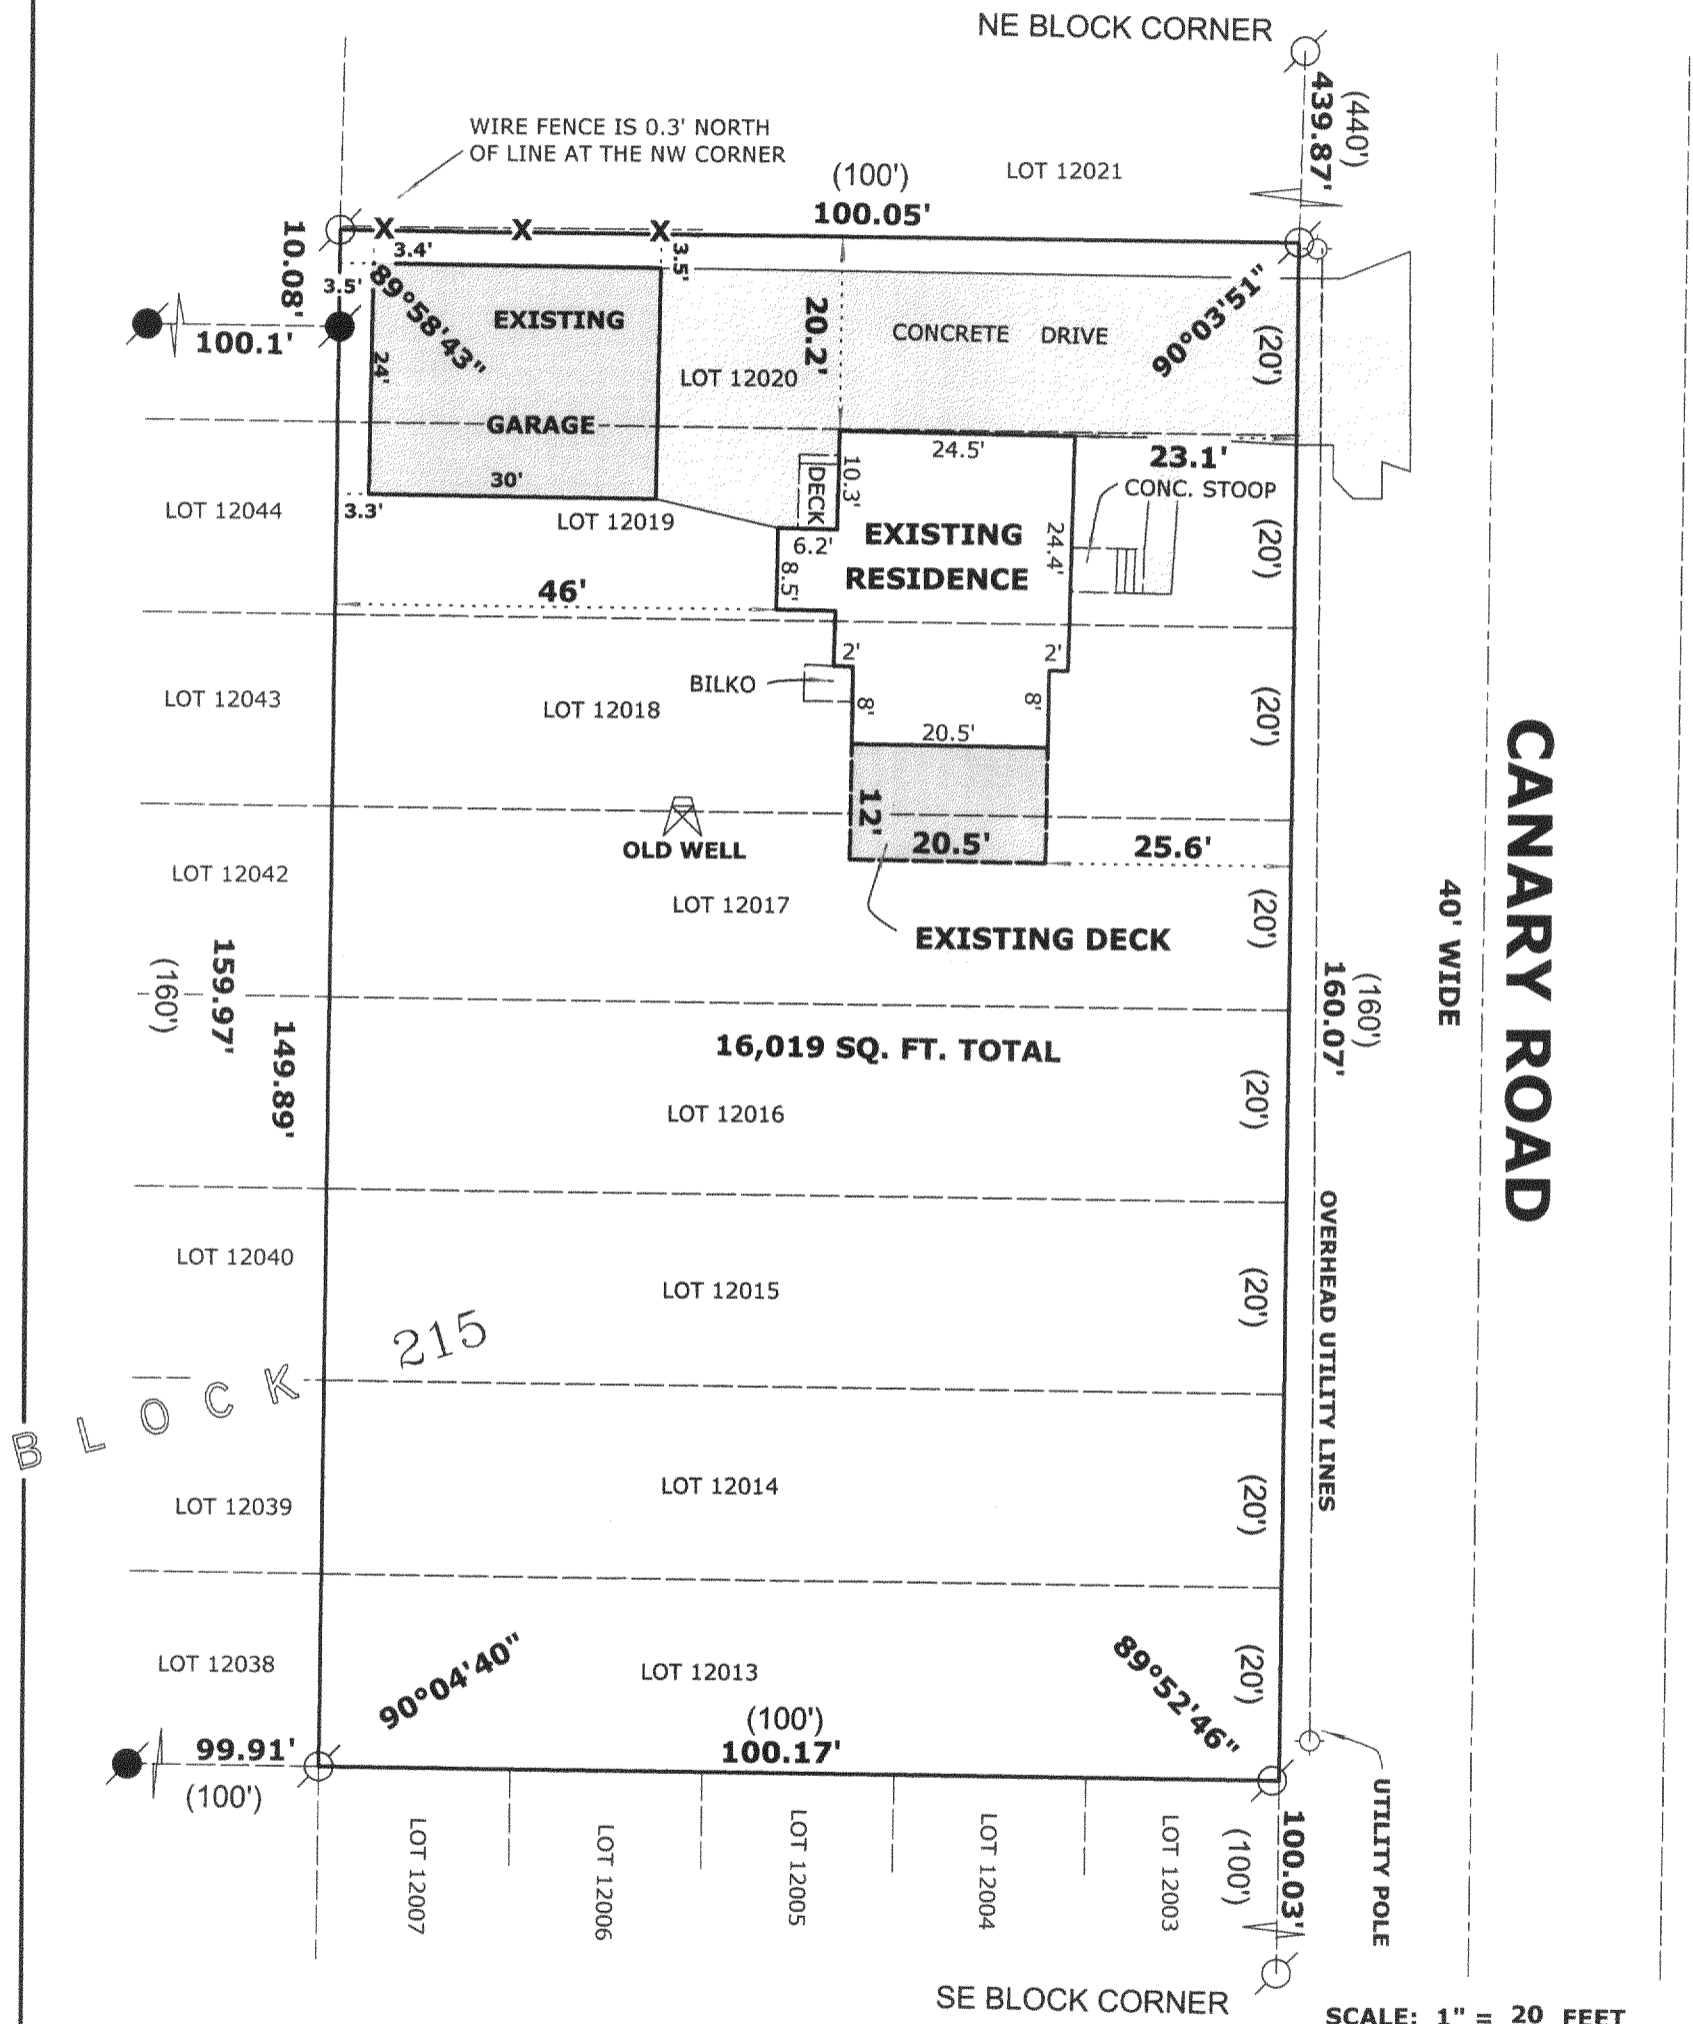 NE BLOCK CORNER
439.87'
(440')
WIRE FENCE IS 0.3' NORTH
OF LINE AT THE NW CORNER
(100')
100.05'
LOT 12021
10.08'
X X X
3.4'
3.5'
3.5'
89°58'43"
100.1'
EXISTING
GARAGE
24'
30'
3.3'
LOT 12020
20.2'
CONCRETE DRIVE
90°03'51"
(20')
24.5'
23.1'
CONC. STOOP
DECK
10.3'
LOT 12044
LOT 12019
6.2'
8.5'
EXISTING
RESIDENCE
24.4'
(20')
46'
2'
2'
BILKO
8'
8'
LOT 12043
LOT 12018
20.5'
(20')
12'
20.5'
25.6'
OLD WELL
LOT 12042
LOT 12017
EXISTING DECK
(20')
CANARY ROAD
40' WIDE
159.97'
(160')
149.89'
(160')
160.07'
16,019 SQ. FT. TOTAL
LOT 12016
(20')
OVERHEAD UTILITY LINES
LOT 12040
LOT 12015
(20')
BLOCK 215
LOT 12039
LOT 12014
(20')
LOT 12038
90°04'40"
LOT 12013
89°52'46"
(20')
(100')
100.17'
99.91'
(100')
LOT 12007
LOT 12006
LOT 12005
LOT 12004
LOT 12003
(100')
100.03'
UTILITY POLE
SE BLOCK CORNER
SCALE: 1" = 20 FEET